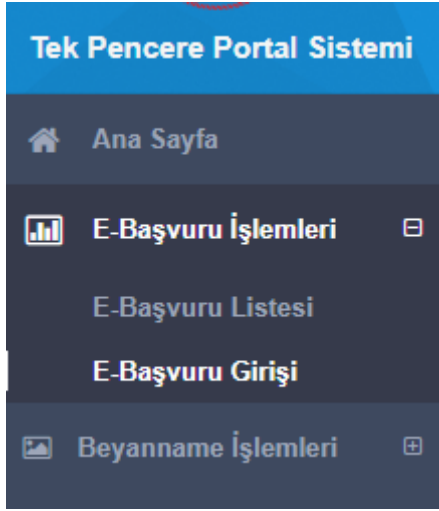 Tek Pencere Portal Sistemi
Ana Sayfa
E-Başvuru İşlemleri
E-Başvuru Listesi
E-Başvuru Girişi
Beyanname İşlemleri